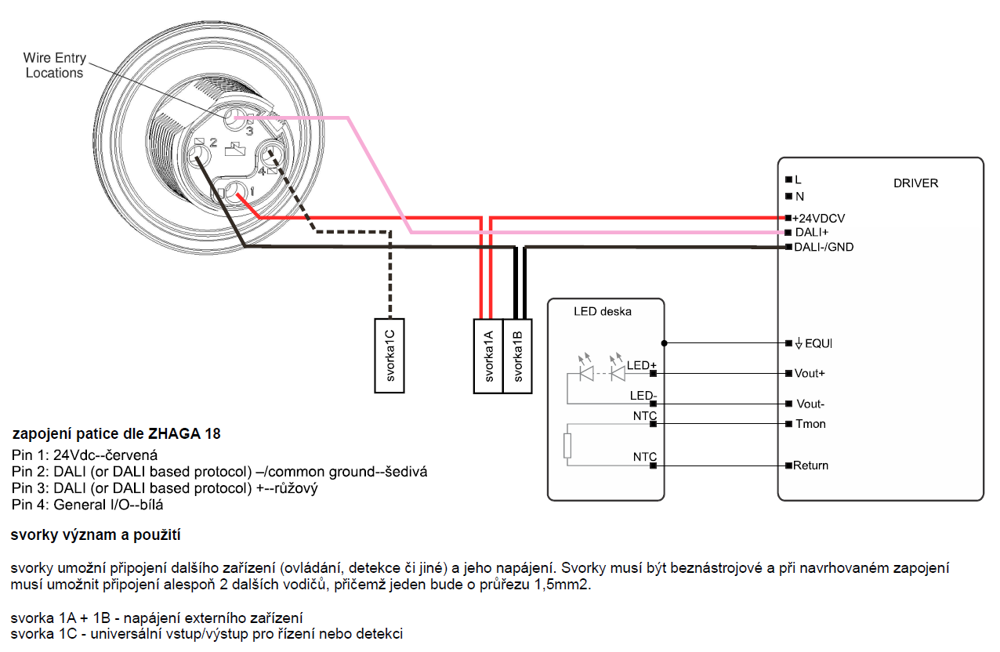 Wire Entry
Locations
3
2
4
1
DRIVER
L
N
+24VDCV
DALI+
DALI-/GND
LED deska
svorka1C
svorka1A
svorka1B
EQUI
LED+
Vout+
LED-
Vout-
NTC
Tmon
NTC
Return
zapojení patice dle ZHAGA 18
Pin 1: 24Vdc--červená
Pin 2: DALI (or DALI based protocol) –/common ground--šedivá
Pin 3: DALI (or DALI based protocol) +--růžový
Pin 4: General I/O--bílá
svorky význam a použití
svorky umožní připojení dalšího zařízení (ovládání, detekce či jiné) a jeho napájení. Svorky musí být beznástrojové a při navrhovaném zapojení
musí umožnit připojení alespoň 2 dalších vodičů, přičemž jeden bude o průřezu 1,5mm2.
svorka 1A + 1B - napájení externího zařízení
svorka 1C - universální vstup/výstup pro řízení nebo detekci